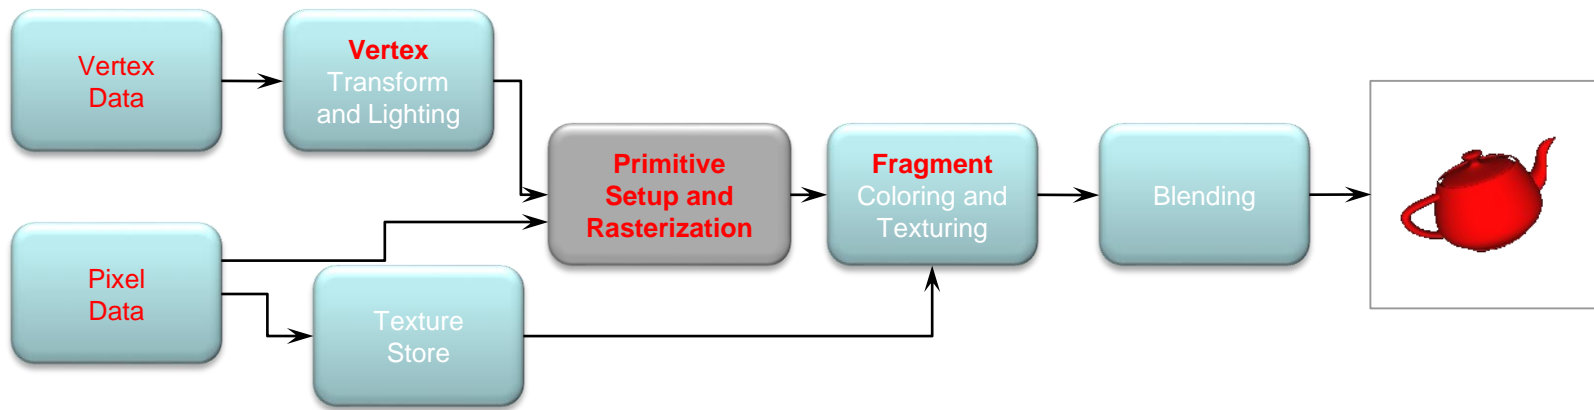 Vertex
Data
Vertex
Transform
and Lighting
Primitive
Setup and
Rasterization
Fragment
Coloring and
Texturing
Blending
Pixel
Data
Texture
Store